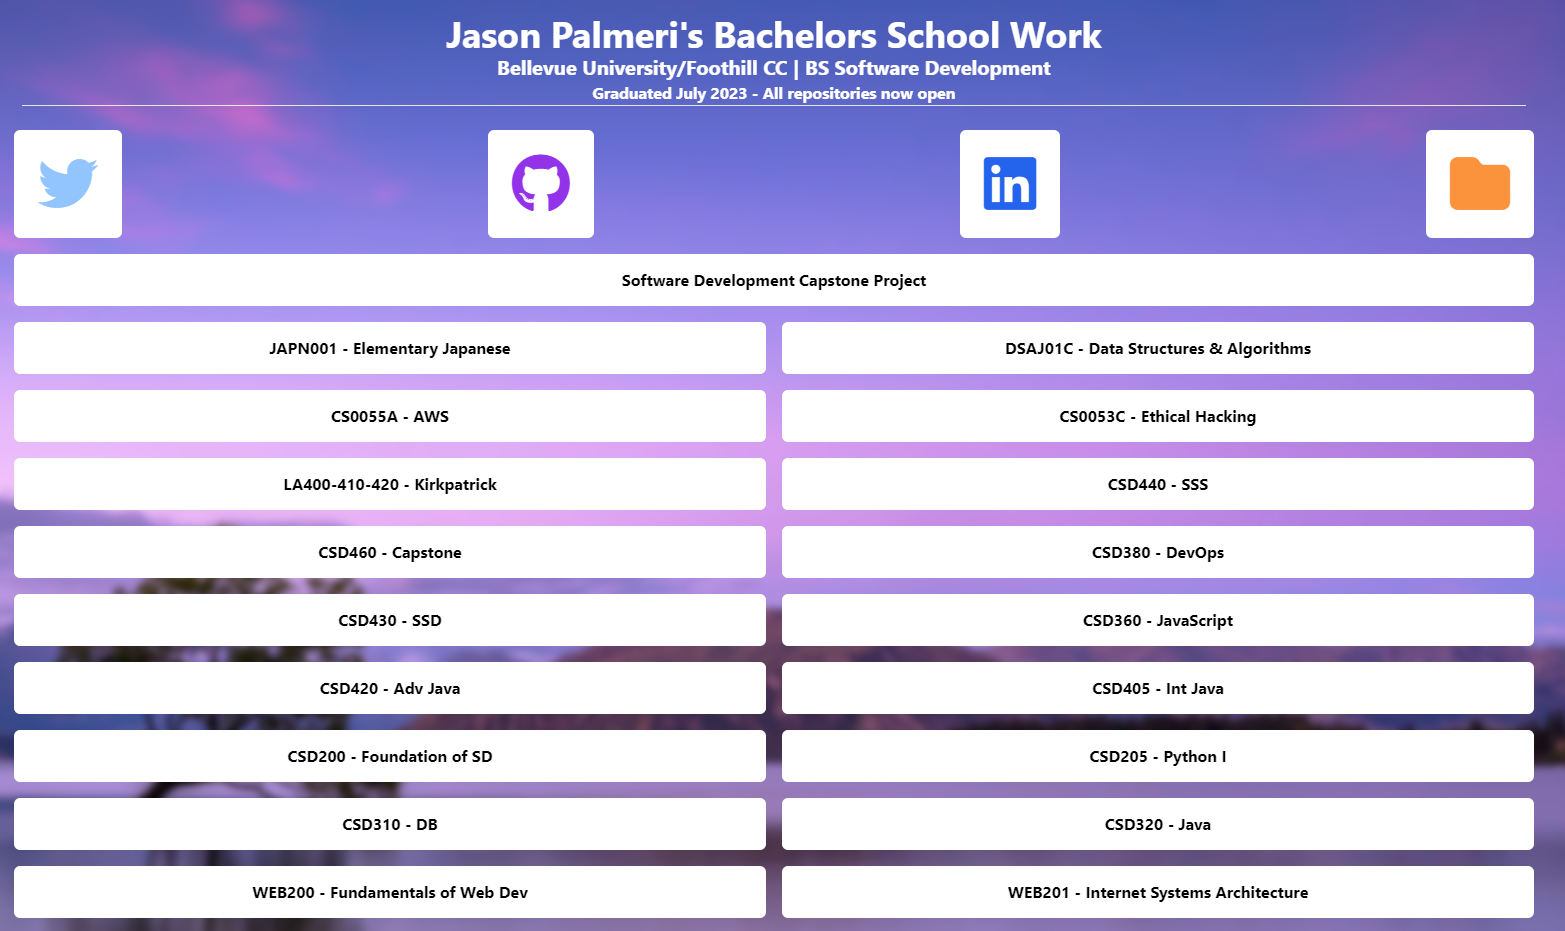 Jason Palmeri's Bachelors School Work
Bellevue University/Foothill CC | BS Software Development
Graduated July 2023 - All repositories now open
in
Software Development Capstone Project
JAPN001 - Elementary Japanese
DSAJ01C - Data Structures & Algorithms
CS0055A - AWS
CS0053C - Ethical Hacking
LA400-410-420 - Kirkpatrick
CSD440 - SSS
CSD460 - Capstone
CSD380 - DevOps
CSD430 - SSD
CSD360 - JavaScript
CSD420 - Adv Java
CSD405 - Int Java
CSD200 - Foundation of SD
CSD205 - Python I
CSD310 - DB
CSD320 - Java
WEB200 - Fundamentals of Web Dev
WEB201 - Internet Systems Architecture